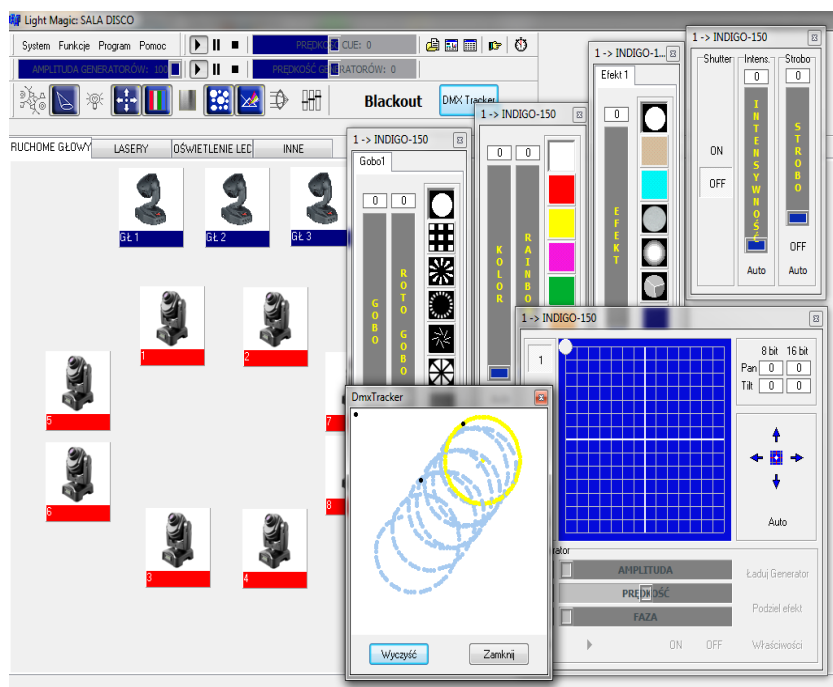 Light Magic: SALA DISCO
System Funkcje Program Pomoc
PRĘDKOŚĆ CUE: 0
AMPLITUDA GENERATORÓW: 100
PRĘDKOŚĆ GENERATORÓW: 0
Blackout
DMX Tracker
RUCHOME GŁOWY
LASERY
OŚWIETLENIE LED
INNE
GŁ 1
GŁ 2
GŁ 3
1
2
5
7
6
8
3
4
1 -> INDIGO-150
Gobo1
0 0
GOBO
ROTO GOBO
1 -> INDIGO-150
0 0
KOLOR
RAINBO
1 -> INDIGO-1...
Efekt 1
0
EFEKT
1 -> INDIGO-150
Shutter
Intens.
Strobo
0
0
ON
OFF
INTENSYWNOŚĆ
STROBO
OFF
Auto
Auto
1 -> INDIGO-150
1
8 bit 16 bit
Pan 0 0
Tilt 0 0
Auto
rator
AMPLITUDA
PRĘDKOŚĆ
FAZA
ON OFF
Ładuj Generator
Podziel efekt
Właściwości
DmxTracker
Wyczyść
Zamknij